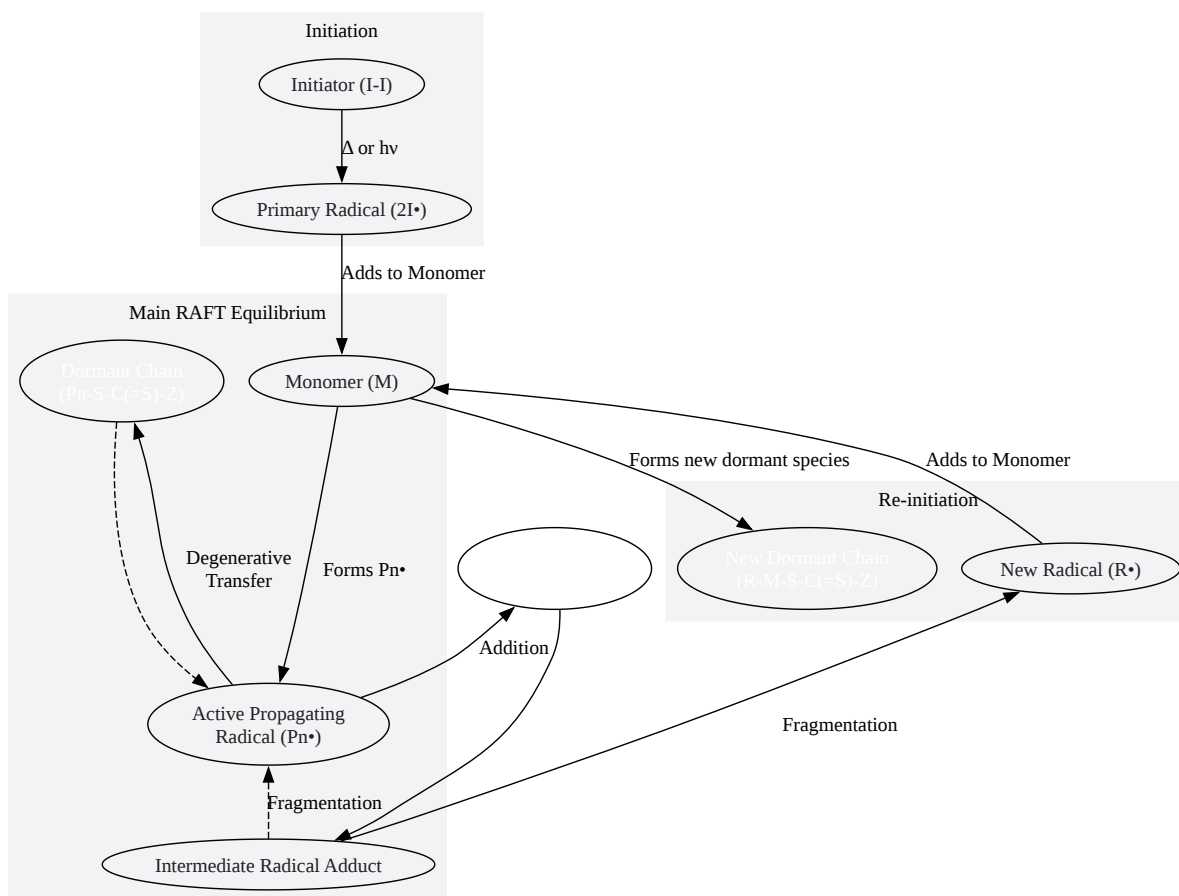 Initiation
Initiator (I-I)
Δ or hν
Primary Radical (2I•)
Adds to Monomer
Main RAFT Equilibrium
Dormant Chain
(Pn-S-C(=S)-Z)
Monomer (M)
Forms new dormant species
Adds to Monomer
Re-initiation
Degenerative
Transfer
Forms Pn•
New Dormant Chain
(R-M-S-C(=S)-Z)
New Radical (R•)
Addition
Active Propagating
Radical (Pn•)
Fragmentation
Fragmentation
Intermediate Radical Adduct